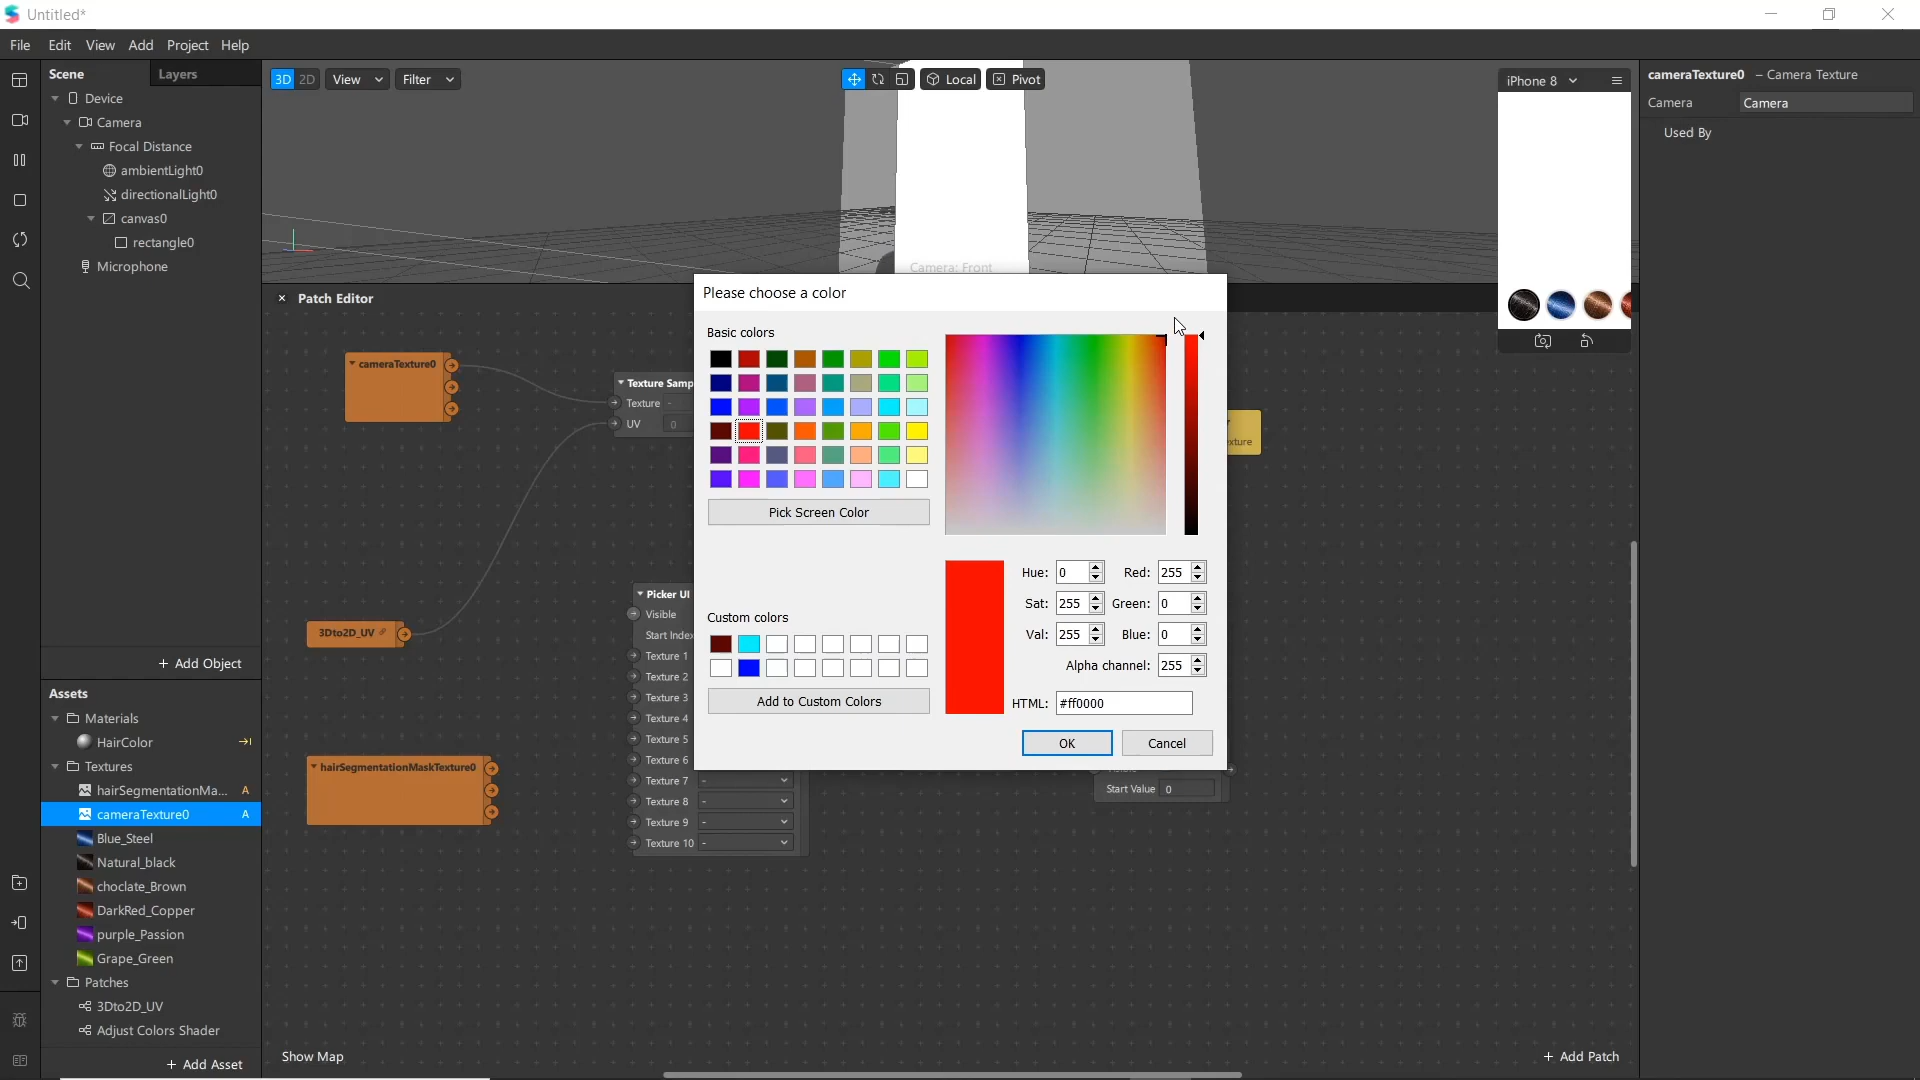 Untitled*
File Edit View Add Project Help
Scene
Layers
Device
Camera
Focal Distance
ambientLight0
directionalLight0
canvas0
rectangle0
Microphone
+ Add Object
Assets
Materials
HairColor
Textures
hairSegmentationMa... A
cameraTexture0 A
Blue_Steel
Natural_black
choclate_Brown
DarkRed_Copper
purple_Passion
Grape_Green
Patches
3Dto2D_UV
Adjust Colors Shader
+ Add Asset
3D 2D View Filter
Local Pivot
Camera: Front
Patch Editor
cameraTexture0
Texture Samp
Texture -
UV 0
3Dto2D_UV
hairSegmentationMaskTexture0
Picker UI
Visible
Start Index
Texture 1
Texture 2
Texture 3
Texture 4
Texture 5
Texture 6
Texture 7 -
Texture 8 -
Texture 9 -
Texture 10 -
Start Value 0
Show Map
+ Add Patch
Please choose a color
Basic colors
Pick Screen Color
Custom colors
Add to Custom Colors
Hue: 0 Red: 255
Sat: 255 Green: 0
Val: 255 Blue: 0
Alpha channel: 255
HTML: #ff0000
OK Cancel
iPhone 8
cameraTexture0 – Camera Texture
Camera Camera
Used By